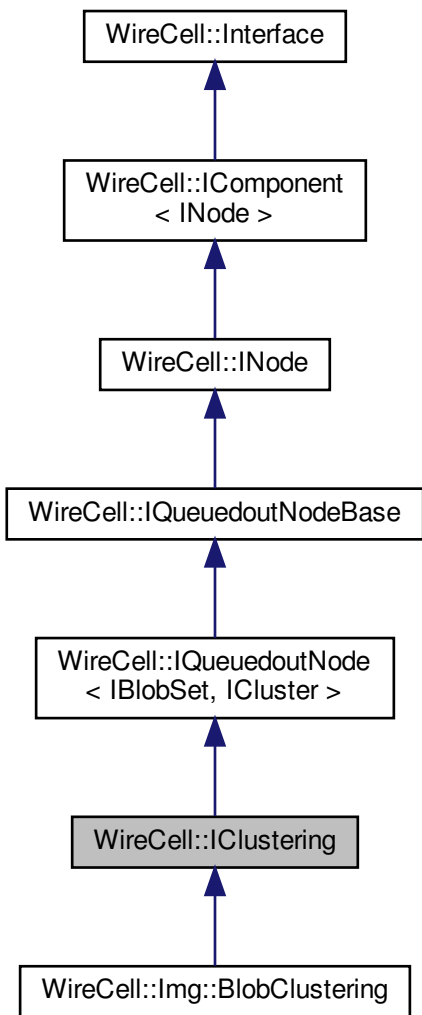 WireCell::Interface
WireCell::IComponent
< INode >
WireCell::INode
WireCell::IQueuedoutNodeBase
WireCell::IQueuedoutNode
< IBlobSet, ICluster >
WireCell::IClustering
WireCell::Img::BlobClustering